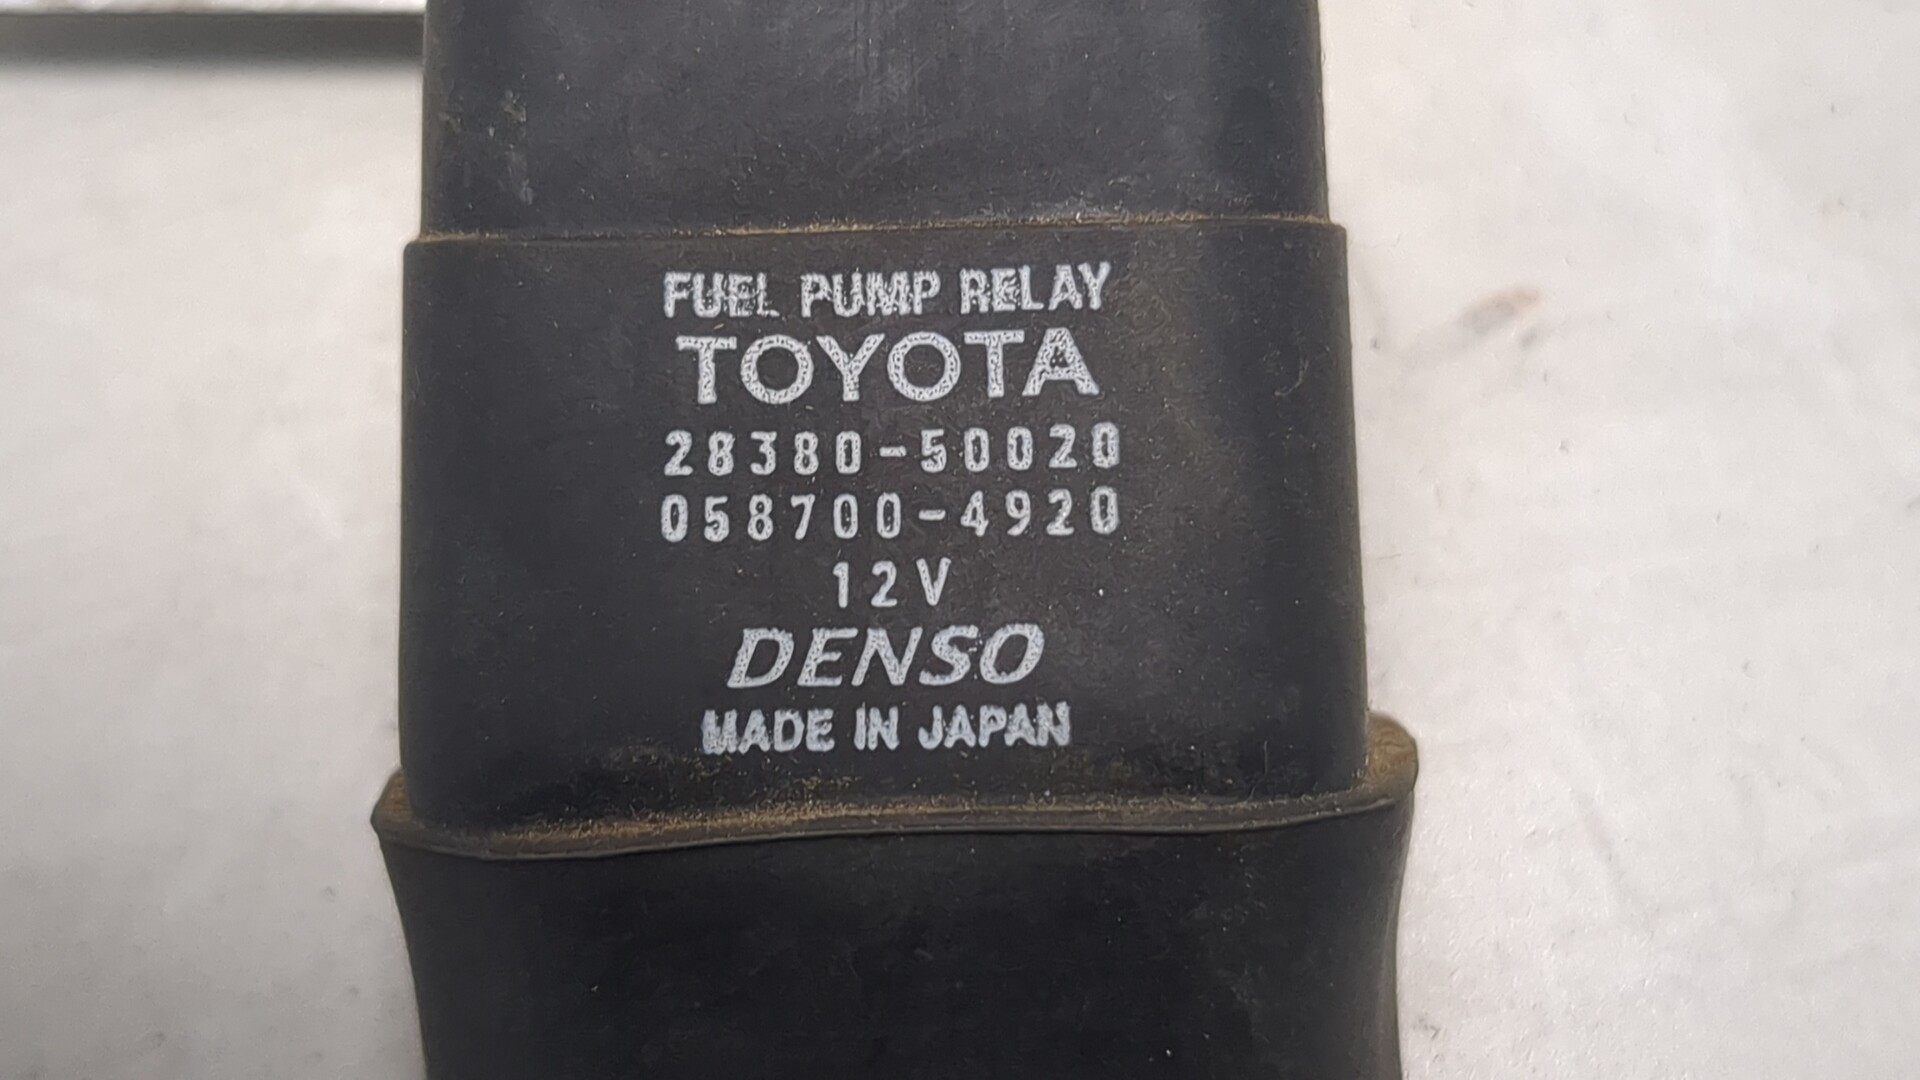 FUEL PUMP RELAY
TOYOTA
28380-50020
058700-4920
12V
DENSO
MADE IN JAPAN